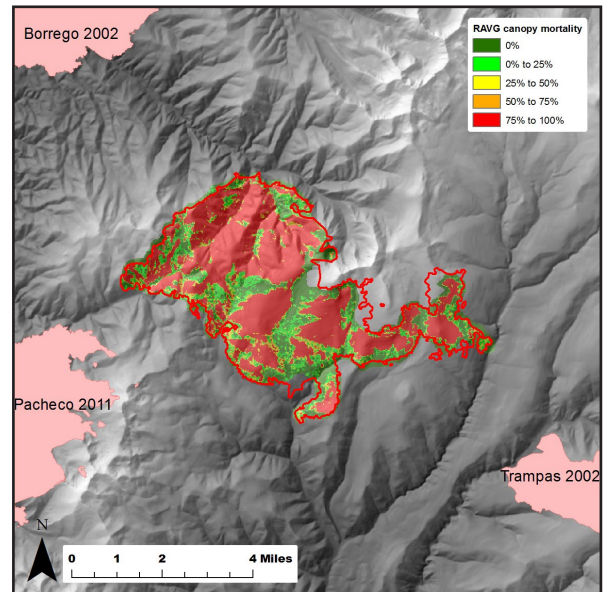 Borrego 2002
RAVG canopy mortality
0%
0% to 25%
25% to 50%
50% to 75%
75% to 100%
Pacheco 2011
Trampas 2002
N
0 1 2 4 Miles